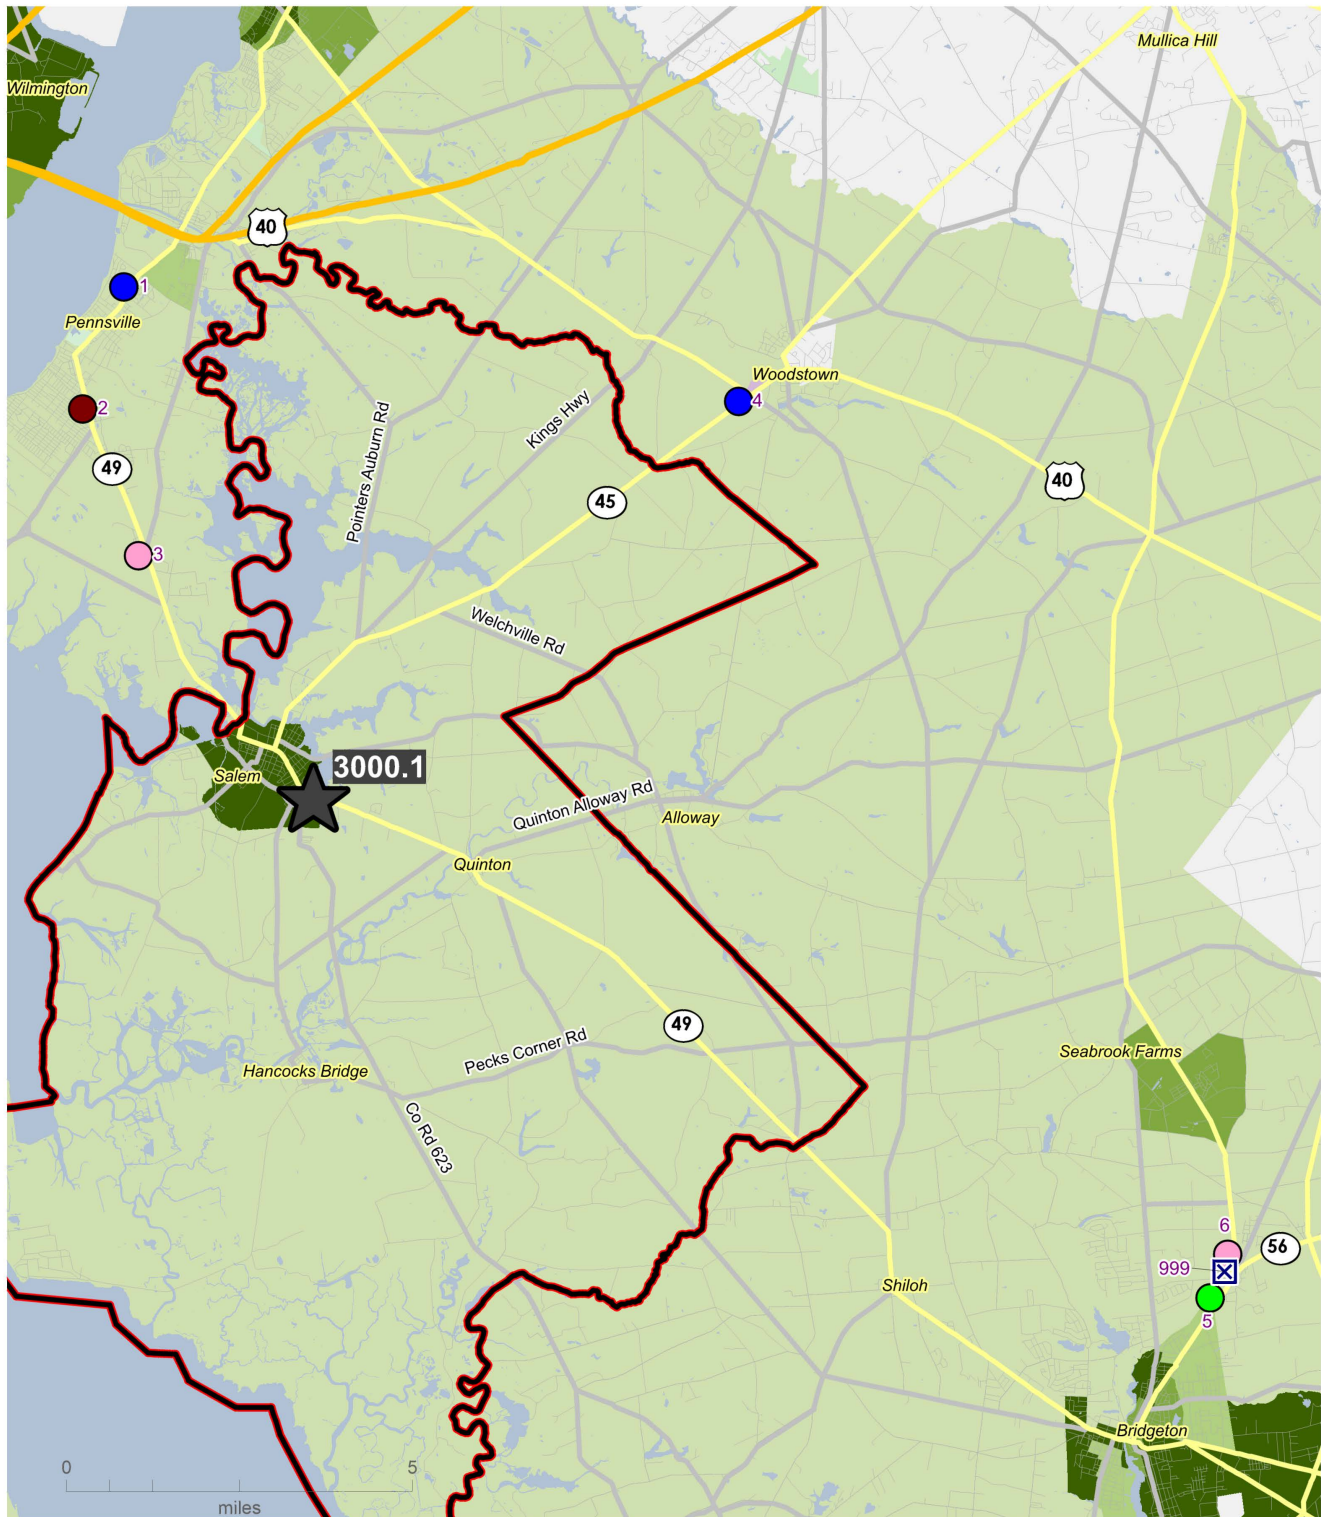 Mullica Hill
Wilmington
40
1
Pennsville
Woodstown
4
2
Kings Hwy
Pointers Auburn Rd
49
40
45
3
Welchville Rd
3000.1
Salem
Quinton Alloway Rd
Alloway
Quinton
49
Pecks Corner Rd
Seabrook Farms
Hancocks Bridge
Co Rd 623
6
56
999
Shiloh
5
Bridgeton
0 5
miles